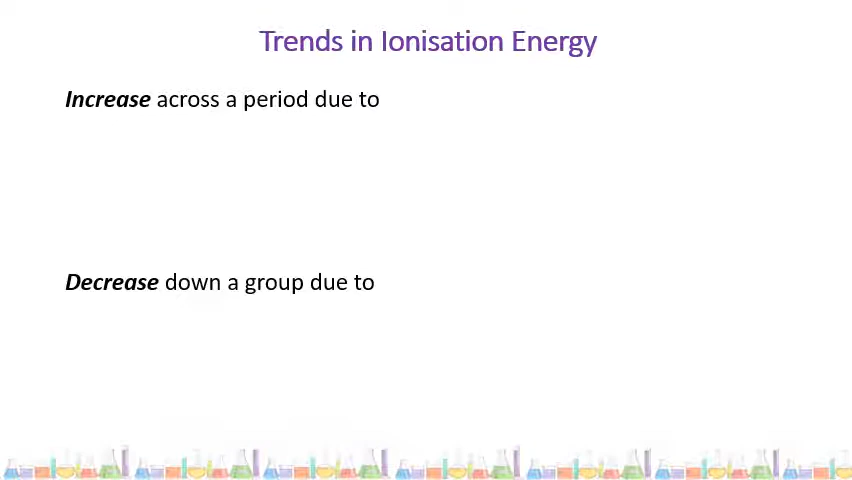 Trends in Ionisation Energy
Increase across a period due to
Decrease down a group due to